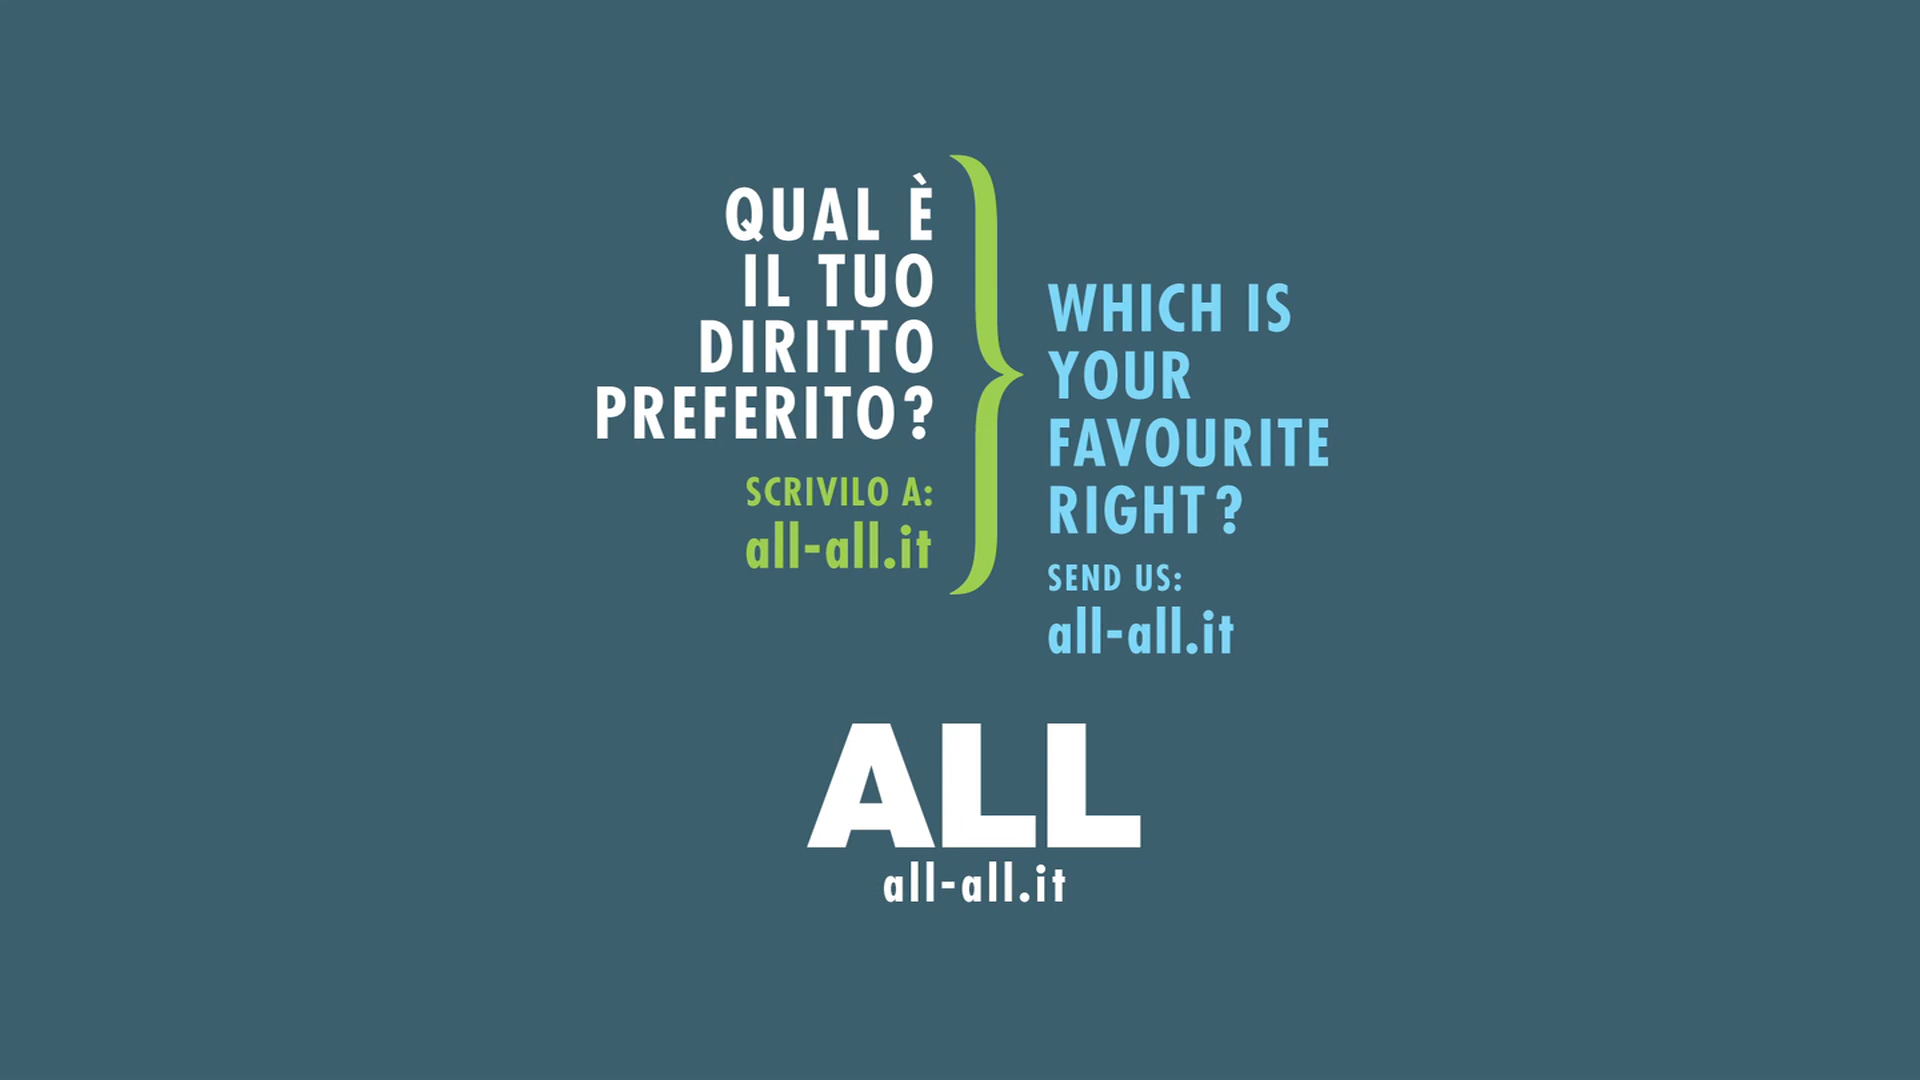 QUAL È
IL TUO
DIRITTO
PREFERITO?
SCRIVILO A:
all-all.it
WHICH IS
YOUR
FAVOURITE
RIGHT?
SEND US:
all-all.it
ALL
all-all.it